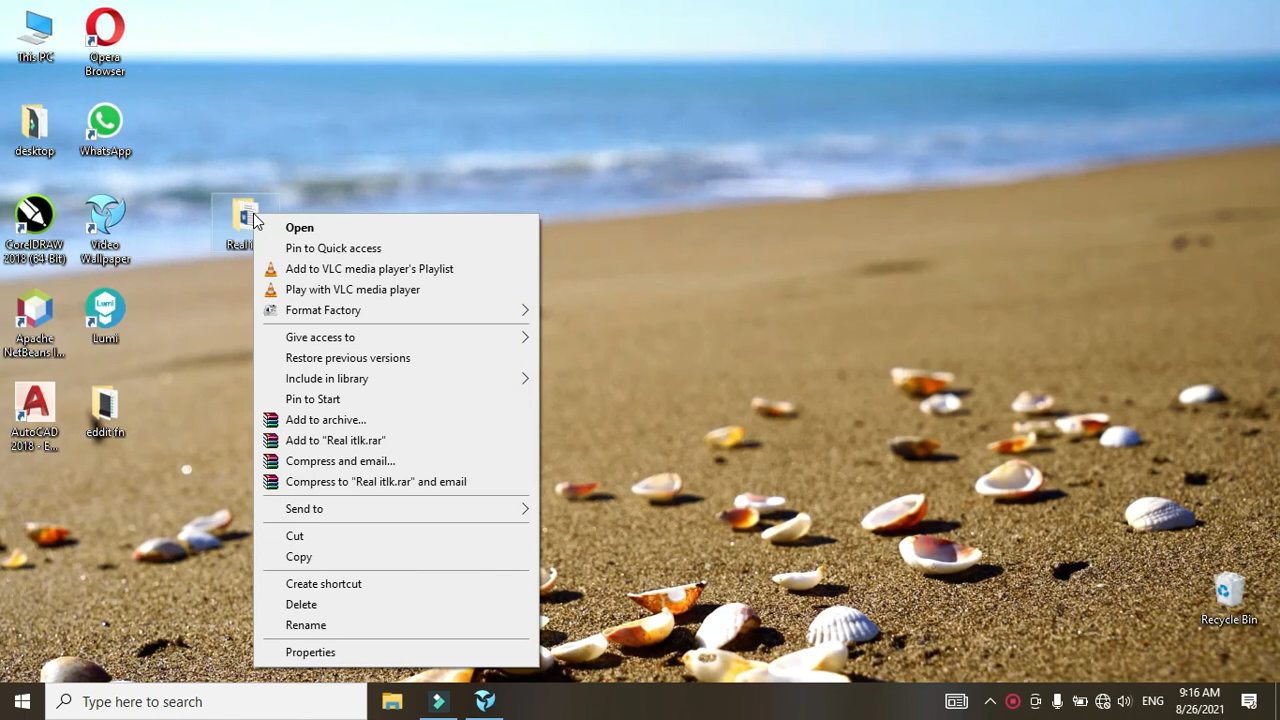 This PC
Opera
Browser
desktop
WhatsApp
CorelDRAW
2018 (64-Bit)
Video
Wallpaper
Real
Apache
NetBeans I...
Lumi
AutoCAD
2018 - E...
eddit fn
Open
Pin to Quick access
Add to VLC media player's Playlist
Play with VLC media player
Format Factory
Give access to
Restore previous versions
Include in library
Pin to Start
Add to archive...
Add to "Real itlk.rar"
Compress and email...
Compress to "Real itlk.rar" and email
Send to
Cut
Copy
Create shortcut
Delete
Rename
Properties
Recycle Bin
Type here to search
ENG
9:16 AM
8/26/2021